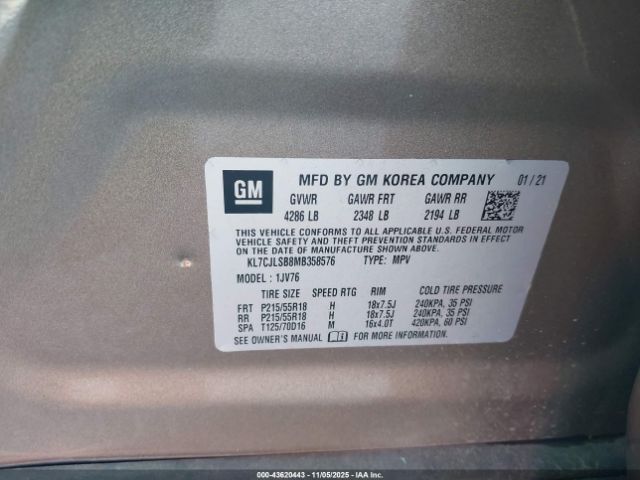 GM MFD BY GM KOREA COMPANY 01/21
GVWR GAWR FRT GAWR RR
4286 LB 2348 LB 2194 LB
THIS VEHICLE CONFORMS TO ALL APPLICABLE U.S. FEDERAL MOTOR
VEHICLE SAFETY AND THEFT PREVENTION STANDARDS IN EFFECT ON
THE DATE OF MANUFACTURE SHOWN ABOVE.
KL7CJLSB8MB358576 TYPE: MPV
MODEL: 1JV76
TIRE SIZE SPEED RTG RIM COLD TIRE PRESSURE
FRT P215/55R18 H 18x7.5J 240KPA, 35 PSI
RR P215/55R18 H 18x7.5J 240KPA, 35 PSI
SPA T125/70D16 M 16x4.0T 420KPA, 60 PSI
SEE OWNER'S MANUAL FOR MORE INFORMATION.
000-43620443 - 11/05/2025 - IAAI.CA